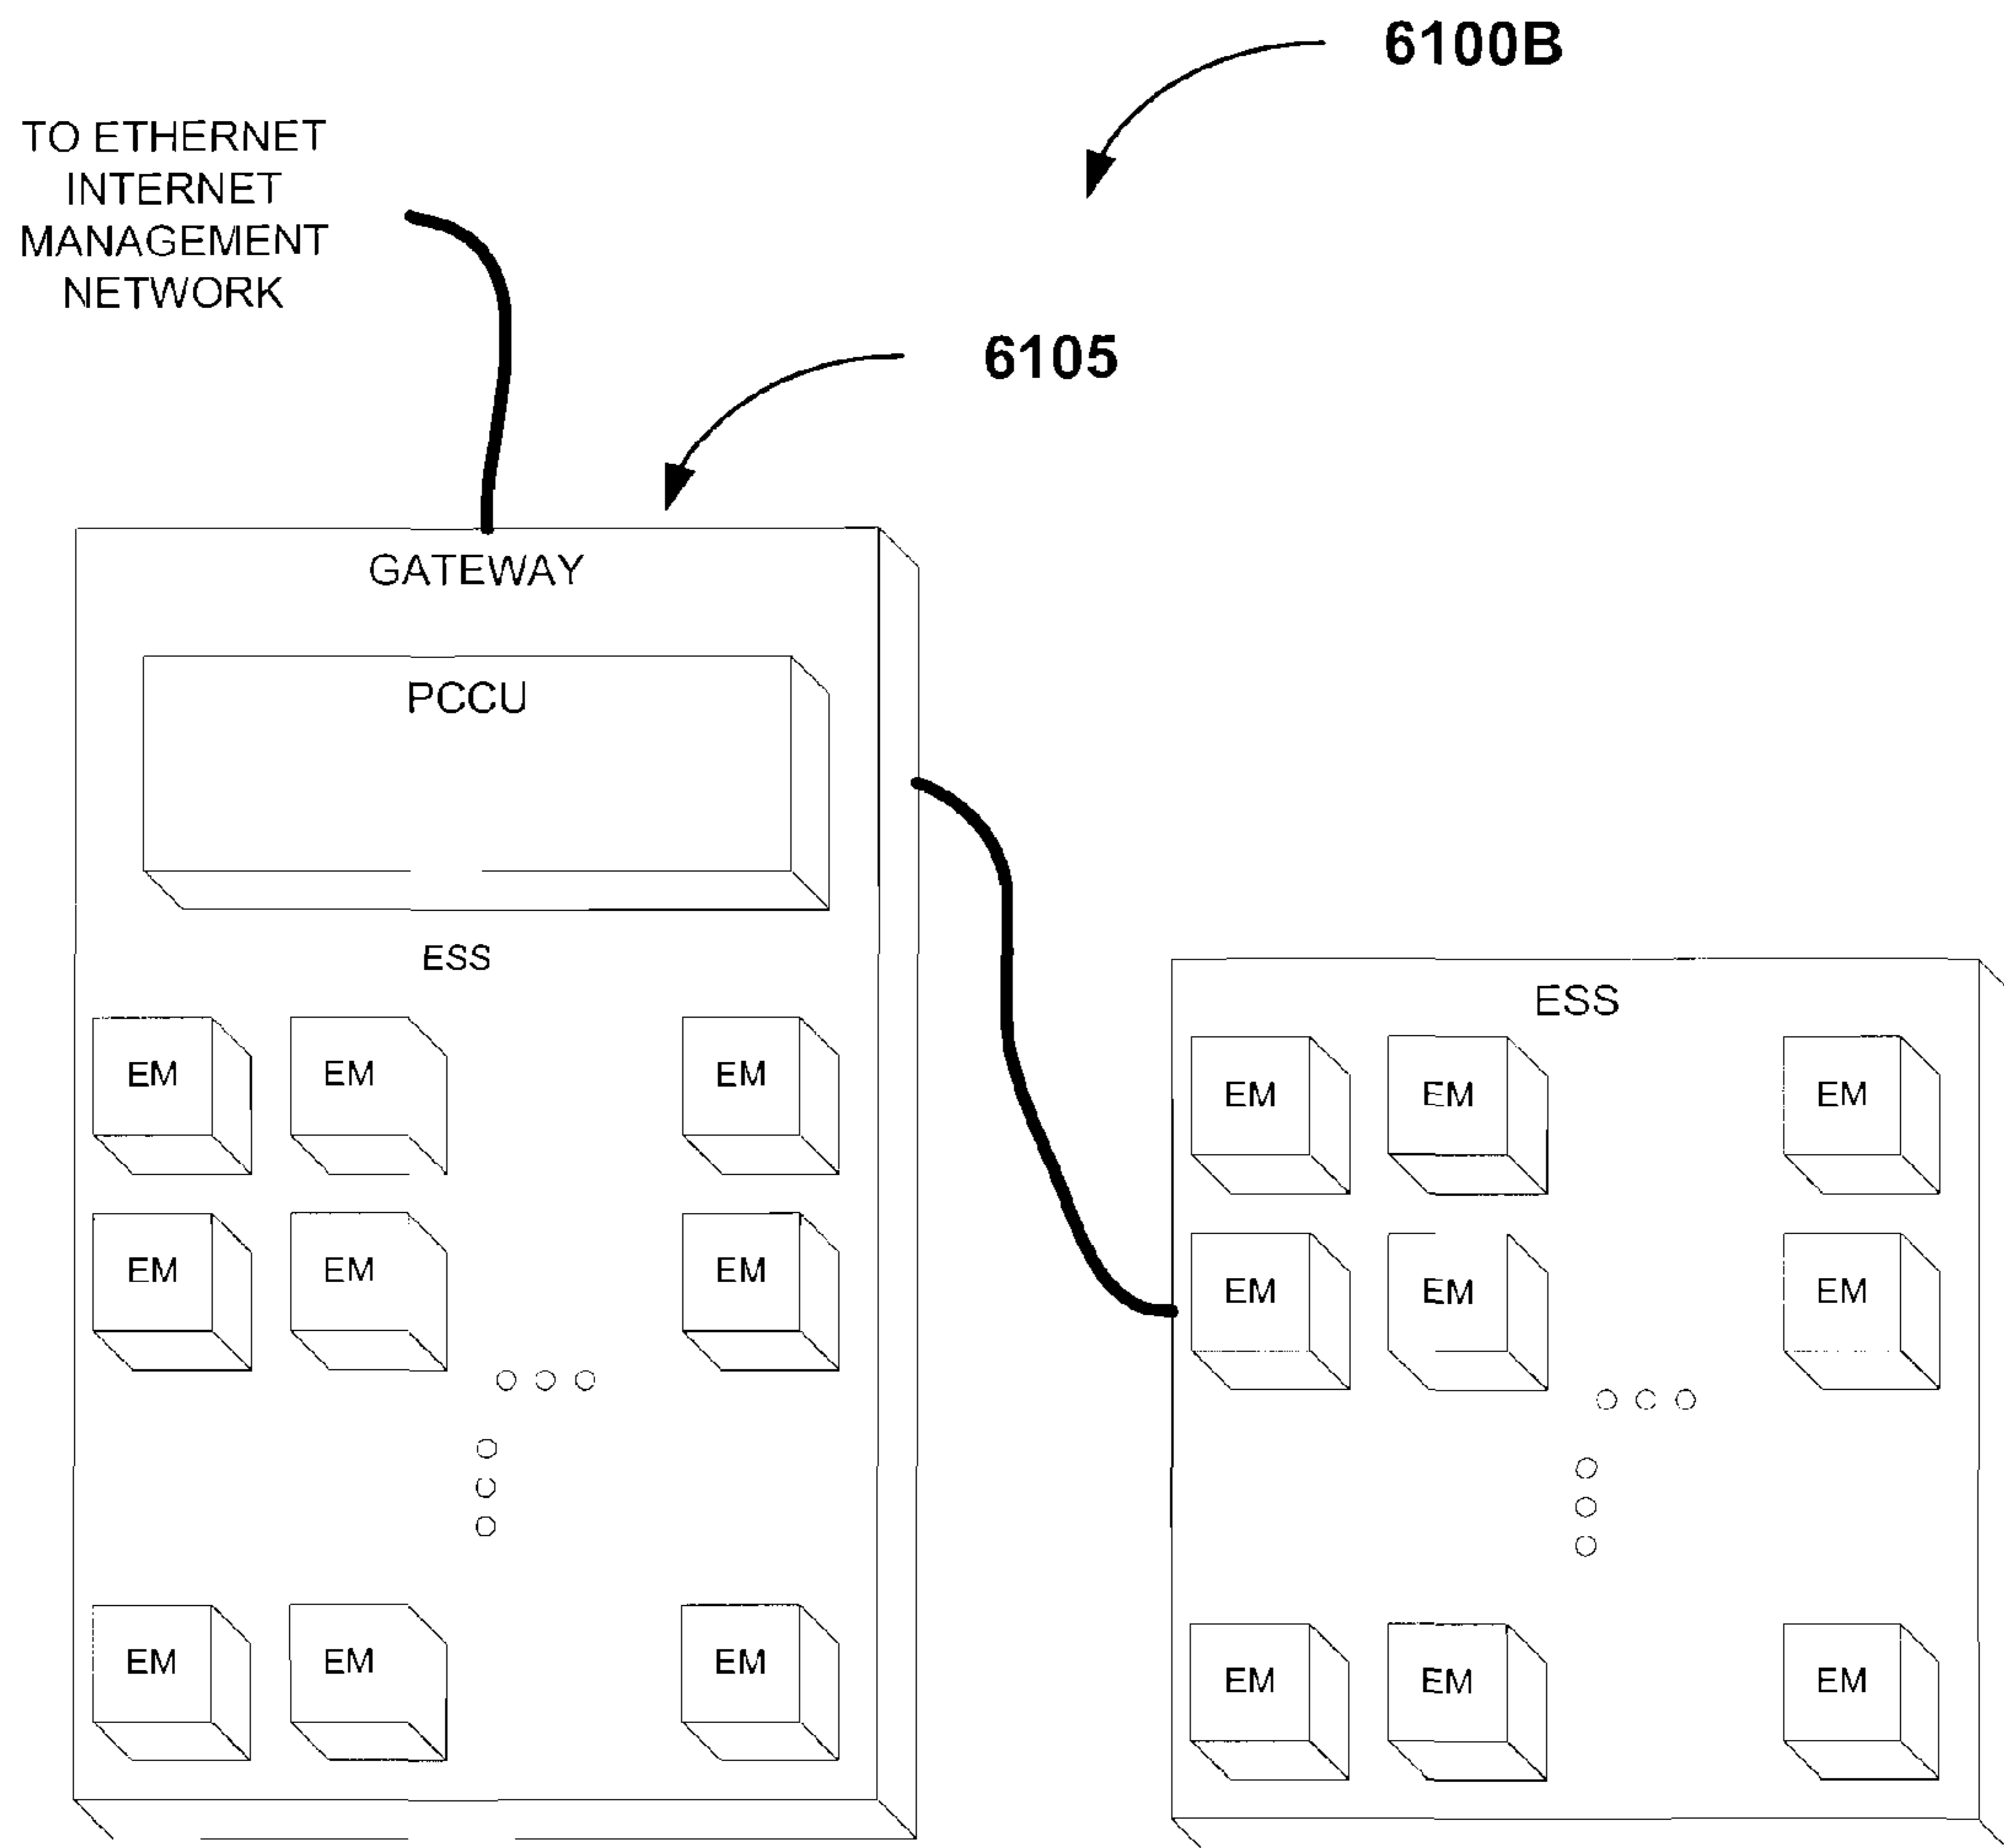 6100B
TO ETHERNET
INTERNET
MANAGEMENT
NETWORK
6105
GATEWAY
PCCU
ESS
EM EM EM
EM EM EM
EM EM EM
ESS
EM EM EM
EM EM EM
EM EM EM